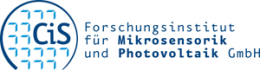 CiS
Forschungsinstitut
für Mikrosensorik
und Photovoltaik GmbH